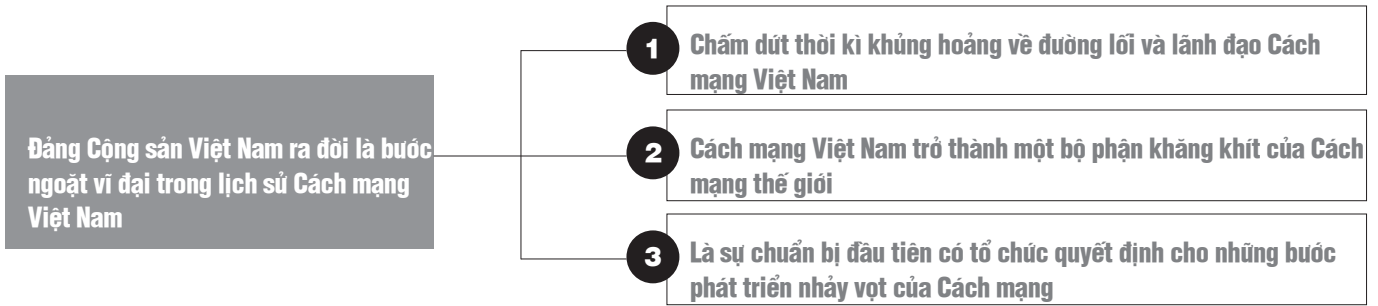 Đảng Cộng sản Việt Nam ra đời là bước
ngoặt vĩ đại trong lịch sử Cách mạng
Việt Nam
1
Chấm dứt thời kì khủng hoảng về đường lối và lãnh đạo Cách
mạng Việt Nam
2
Cách mạng Việt Nam trở thành một bộ phận khăng khít của Cách
mạng thế giới
3
Là sự chuẩn bị đầu tiên có tổ chức quyết định cho những bước
phát triển nhảy vọt của Cách mạng